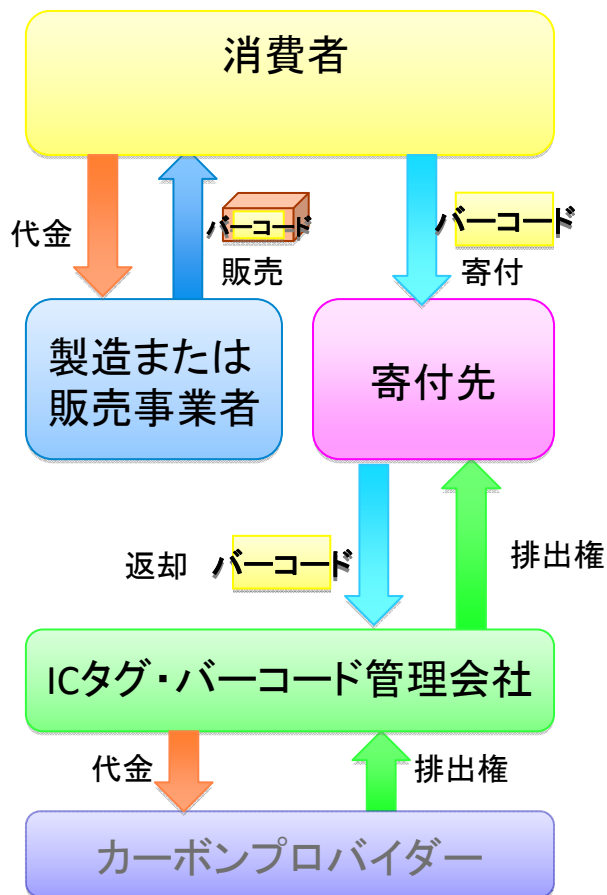 消費者
代金
バーコード
販売
バーコード
寄付
製造または
販売事業者
寄付先
返却
バーコード
排出権
ICタグ・バーコード管理会社
代金
排出権
カーボンプロバイダー